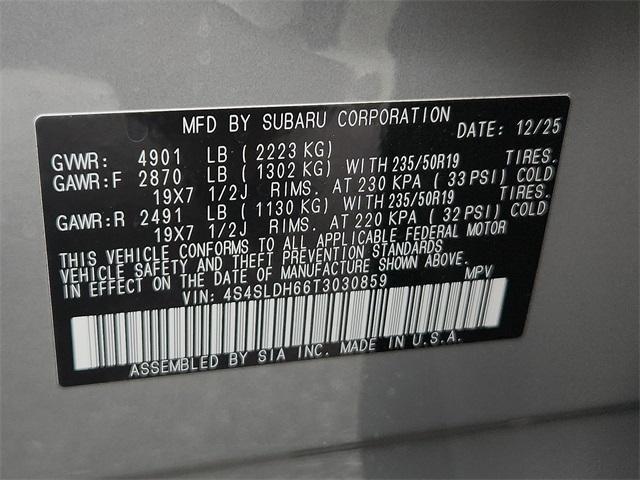 MFD BY SUBARU CORPORATION DATE: 12/25
GVWR: 4901 LB ( 2223 KG)
GAWR:F 2870 LB ( 1302 KG) WITH 235/50R19 TIRES.
19X7 1/2J RIMS. AT 230 KPA ( 33 PSI) COLD
GAWR:R 2491 LB ( 1130 KG) WITH 235/50R19 TIRES.
19X7 1/2J RIMS. AT 220 KPA ( 32 PSI) COLD
THIS VEHICLE CONFORMS TO ALL APPLICABLE FEDERAL MOTOR
VEHICLE SAFETY AND THEFT PREVENTION STANDARDS
IN EFFECT ON THE DATE OF MANUFACTURE SHOWN ABOVE.
VIN: 4S4SLDH66T3030859 MPV
ASSEMBLED BY SIA INC. MADE IN U.S.A.